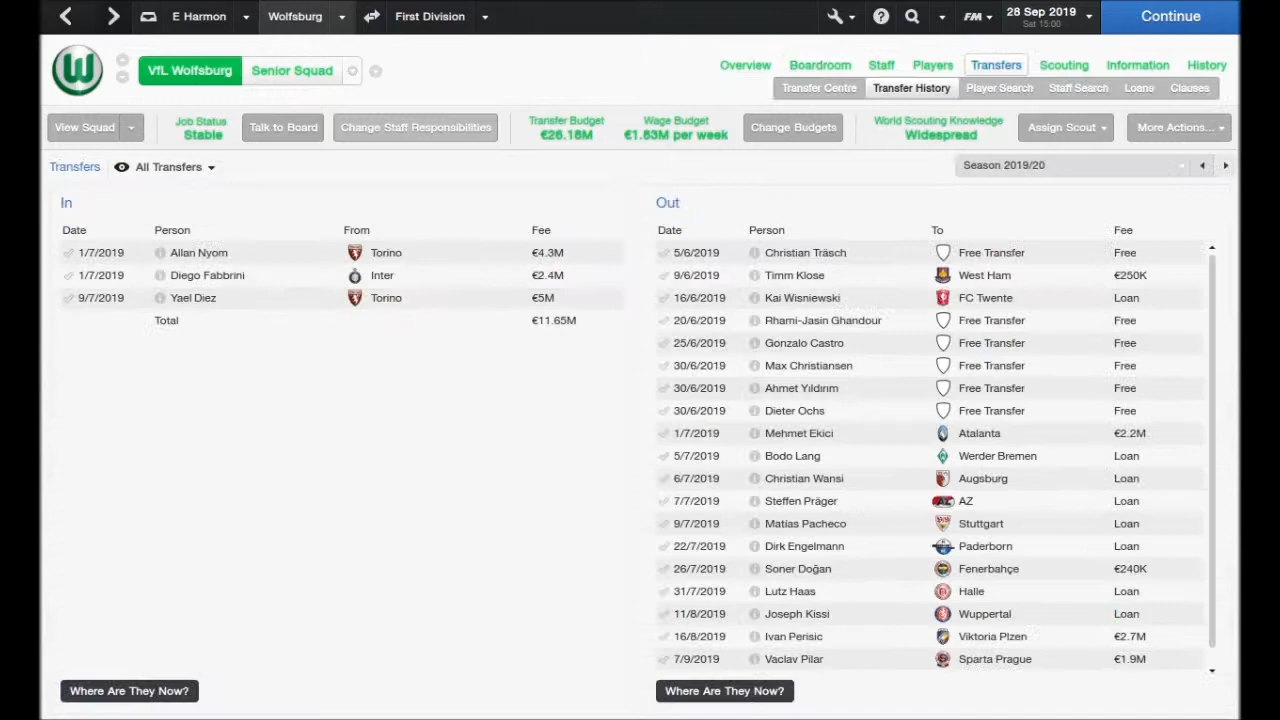 E Harmon Wolfsburg First Division FM 28 Sep 2019 Continue
Sat 15:00
VfL Wolfsburg Senior Squad
Overview Boardroom Staff Players Transfers Scouting Information History
Transfer Centre Transfer History Player Search Staff Search Loans Clauses
View Squad Job Status Stable Talk to Board Change Staff Responsibilities Transfer Budget €26.18M Wage Budget €1.63M per week Change Budgets World Scouting Knowledge Widespread Assign Scout More Actions...
Transfers All Transfers Season 2019/20
In
Date Person From Fee
1/7/2019 Allan Nyom Torino €4.3M
1/7/2019 Diego Fabbrini Inter €2.4M
9/7/2019 Yael Diez Torino €5M
Total €11.65M
Where Are They Now?
Out
Date Person To Fee
5/6/2019 Christian Träsch Free Transfer Free
9/6/2019 Timm Klose West Ham €250K
16/6/2019 Kai Wisniewski FC Twente Loan
20/6/2019 Rhami-Jasin Ghandour Free Transfer Free
25/6/2019 Gonzalo Castro Free Transfer Free
30/6/2019 Max Christiansen Free Transfer Free
30/6/2019 Ahmet Yıldırım Free Transfer Free
30/6/2019 Dieter Ochs Free Transfer Free
1/7/2019 Mehmet Ekici Atalanta €2.2M
5/7/2019 Bodo Lang Werder Bremen Loan
6/7/2019 Christian Wansi Augsburg Loan
7/7/2019 Steffen Präger AZ Loan
9/7/2019 Matías Pacheco Stuttgart Loan
22/7/2019 Dirk Engelmann Paderborn Loan
26/7/2019 Soner Doğan Fenerbahçe €240K
31/7/2019 Lutz Haas Halle Loan
11/8/2019 Joseph Kissi Wuppertal Loan
16/8/2019 Ivan Perisic Viktoria Plzen €2.7M
7/9/2019 Vaclav Pilar Sparta Prague €1.9M
Where Are They Now?